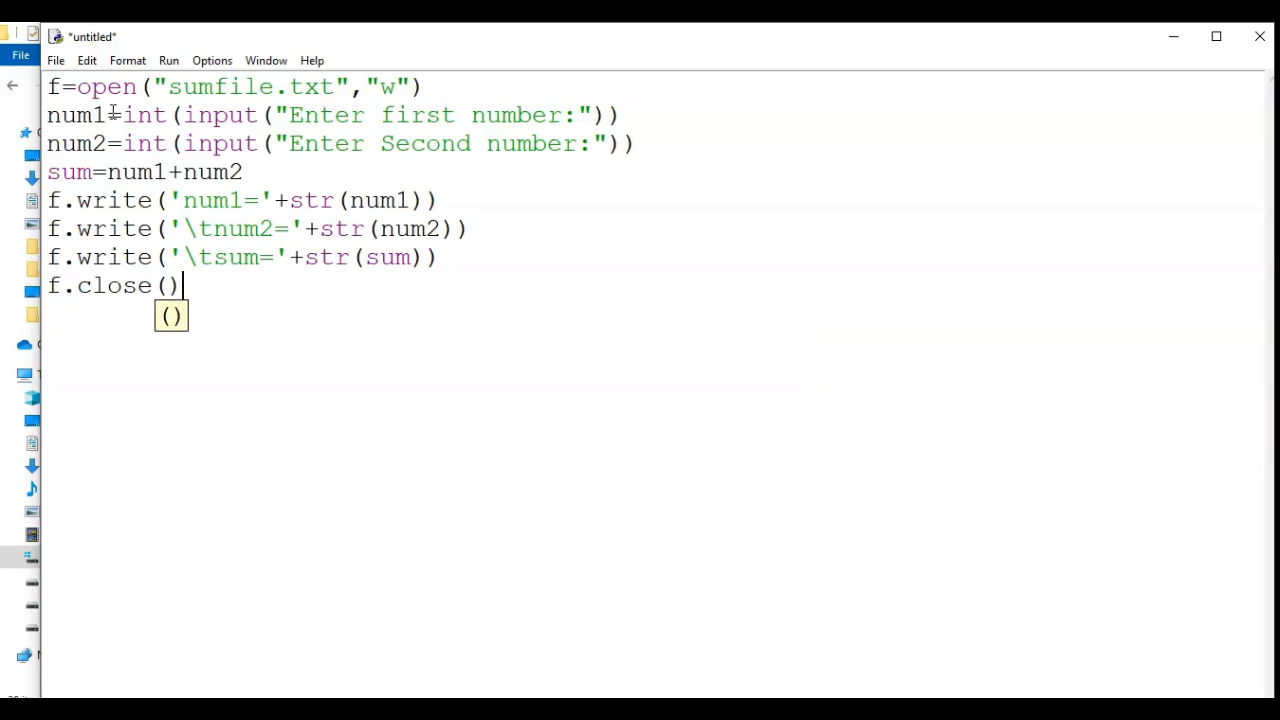 *untitled*
File
File Edit Format Run Options Window Help
f=open("sumfile.txt","w")
num1=int(input("Enter first number:"))
num2=int(input("Enter Second number:"))
sum=num1+num2
f.write('num1='+str(num1))
f.write('\tnum2='+str(num2))
f.write('\tsum='+str(sum))
f.close()
()